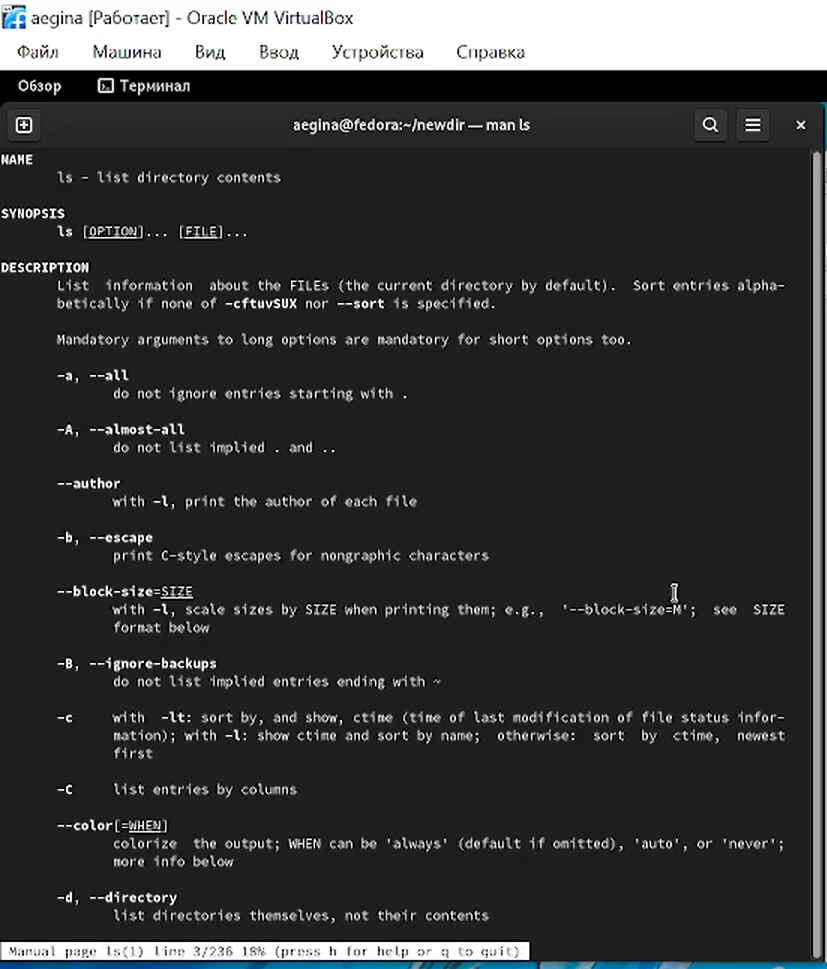 aegina [Работает] - Oracle VM VirtualBox
Файл Машина Вид Ввод Устройства Справка
Обзор Терминал
aegina@fedora:~/newdir — man ls
NAME
ls - list directory contents
SYNOPSIS
ls [OPTION]... [FILE]...
DESCRIPTION
List information about the FILEs (the current directory by default). Sort entries alpha-
betically if none of -cftuvSUX nor --sort is specified.
Mandatory arguments to long options are mandatory for short options too.
-a, --all
do not ignore entries starting with .
-A, --almost-all
do not list implied . and ..
--author
with -l, print the author of each file
-b, --escape
print C-style escapes for nongraphic characters
--block-size=SIZE
with -l, scale sizes by SIZE when printing them; e.g., '--block-size=M'; see SIZE
format below
-B, --ignore-backups
do not list implied entries ending with ~
-c with -lt: sort by, and show, ctime (time of last modification of file status infor-
mation); with -l: show ctime and sort by name; otherwise: sort by ctime, newest
first
-C list entries by columns
--color[=WHEN]
colorize the output; WHEN can be 'always' (default if omitted), 'auto', or 'never';
more info below
-d, --directory
list directories themselves, not their contents
Manual page ls(1) line 3/236 18% (press h for help or q to quit)